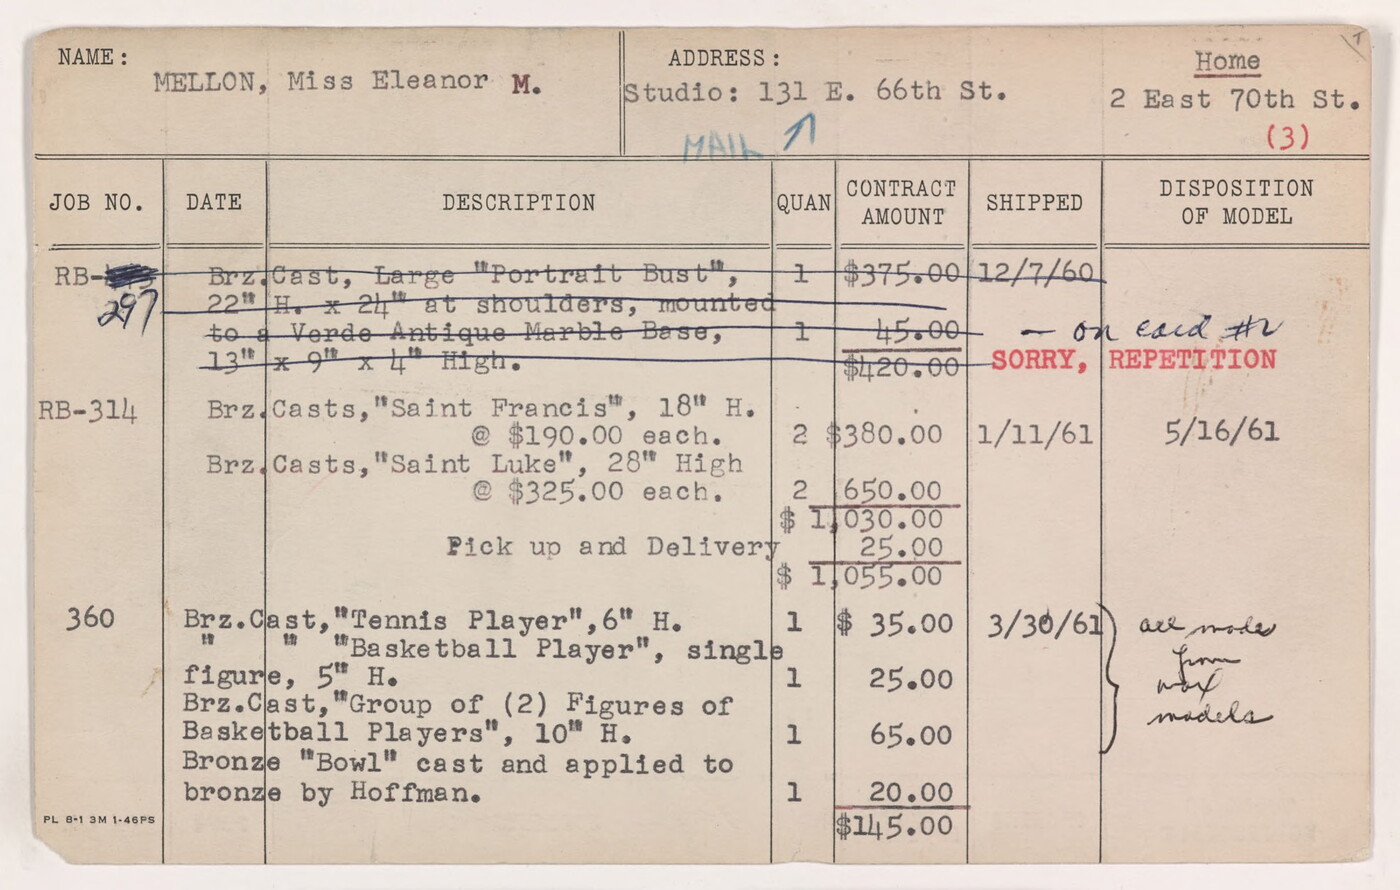 NAME: ADDRESS: Home
MELLON, Miss Eleanor M. Studio: 131 E. 66th St. 2 East 70th St.
MAIL (3)
JOB NO. DATE DESCRIPTION QUAN CONTRACT AMOUNT SHIPPED DISPOSITION OF MODEL
RB- Brz.Cast, Large "Portrait Bust", 1 $375.00 12/7/60
297 22" H. x 24" at shoulders, mounted
to a Verde Antique Marble Base, 1 45.00 - on card #2
13" x 9" x 4" High. $420.00 SORRY, REPETITION
RB-314 Brz.Casts,"Saint Francis", 18" H.
@ $190.00 each. 2 $380.00 1/11/61 5/16/61
Brz.Casts,"Saint Luke", 28" High
@ $325.00 each. 2 650.00
$ 1,030.00
Pick up and Delivery 25.00
$ 1,055.00
360 Brz.Cast,"Tennis Player",6" H. 1 $ 35.00 3/30/61 all made
" " "Basketball Player", single from
figure, 5" H. 1 25.00 wax
Brz.Cast,"Group of (2) Figures of models
Basketball Players", 10" H. 1 65.00
Bronze "Bowl" cast and applied to
bronze by Hoffman. 1 20.00
PL 8-1 3M 1-46PS $145.00